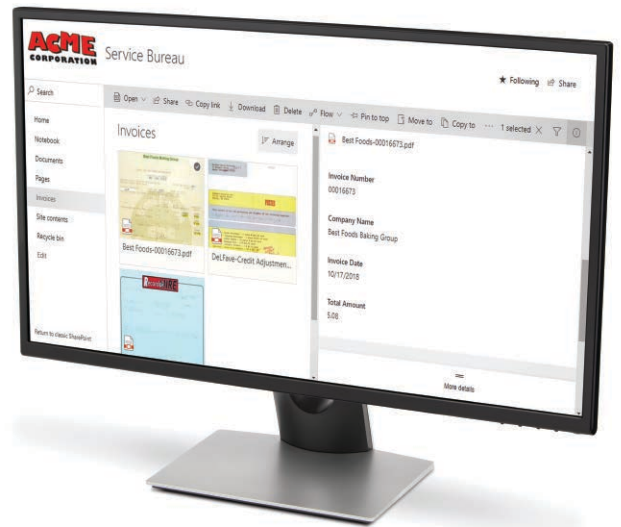 ACME
CORPORATION
Service Bureau
Following
Share
Search
Open
Share
Copy link
Download
Delete
Flow
Pin to top
Move to
Copy to
1 selected
Home
Notebook
Documents
Pages
Invoices
Site contents
Recycle bin
Edit
Return to classic SharePoint
Invoices
Arrange
Best Foods-00016673.pdf
DeLFave-Credit Adjustmen...
Best Foods-00016673.pdf
Invoice Number
00016673
Company Name
Best Foods Baking Group
Invoice Date
10/17/2018
Total Amount
5.08
More details